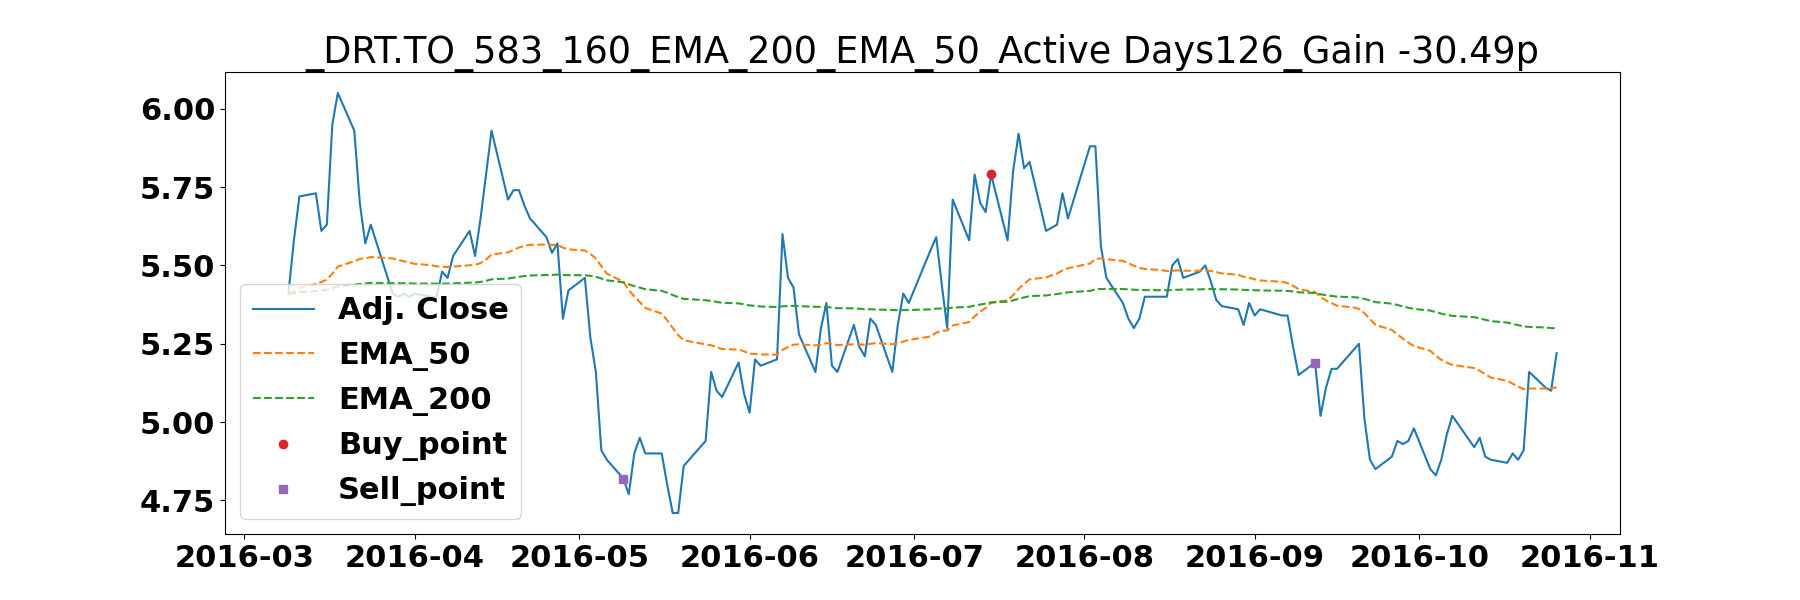 _DRT.TO_583_160_EMA_200_EMA_50_Active Days126_Gain -30.49p
6.00
5.75
5.50
5.25
5.00
4.75
Adj. Close
EMA_50
EMA_200
Buy_point
Sell_point
2016-03 2016-04 2016-05 2016-06 2016-07 2016-08 2016-09 2016-10 2016-11